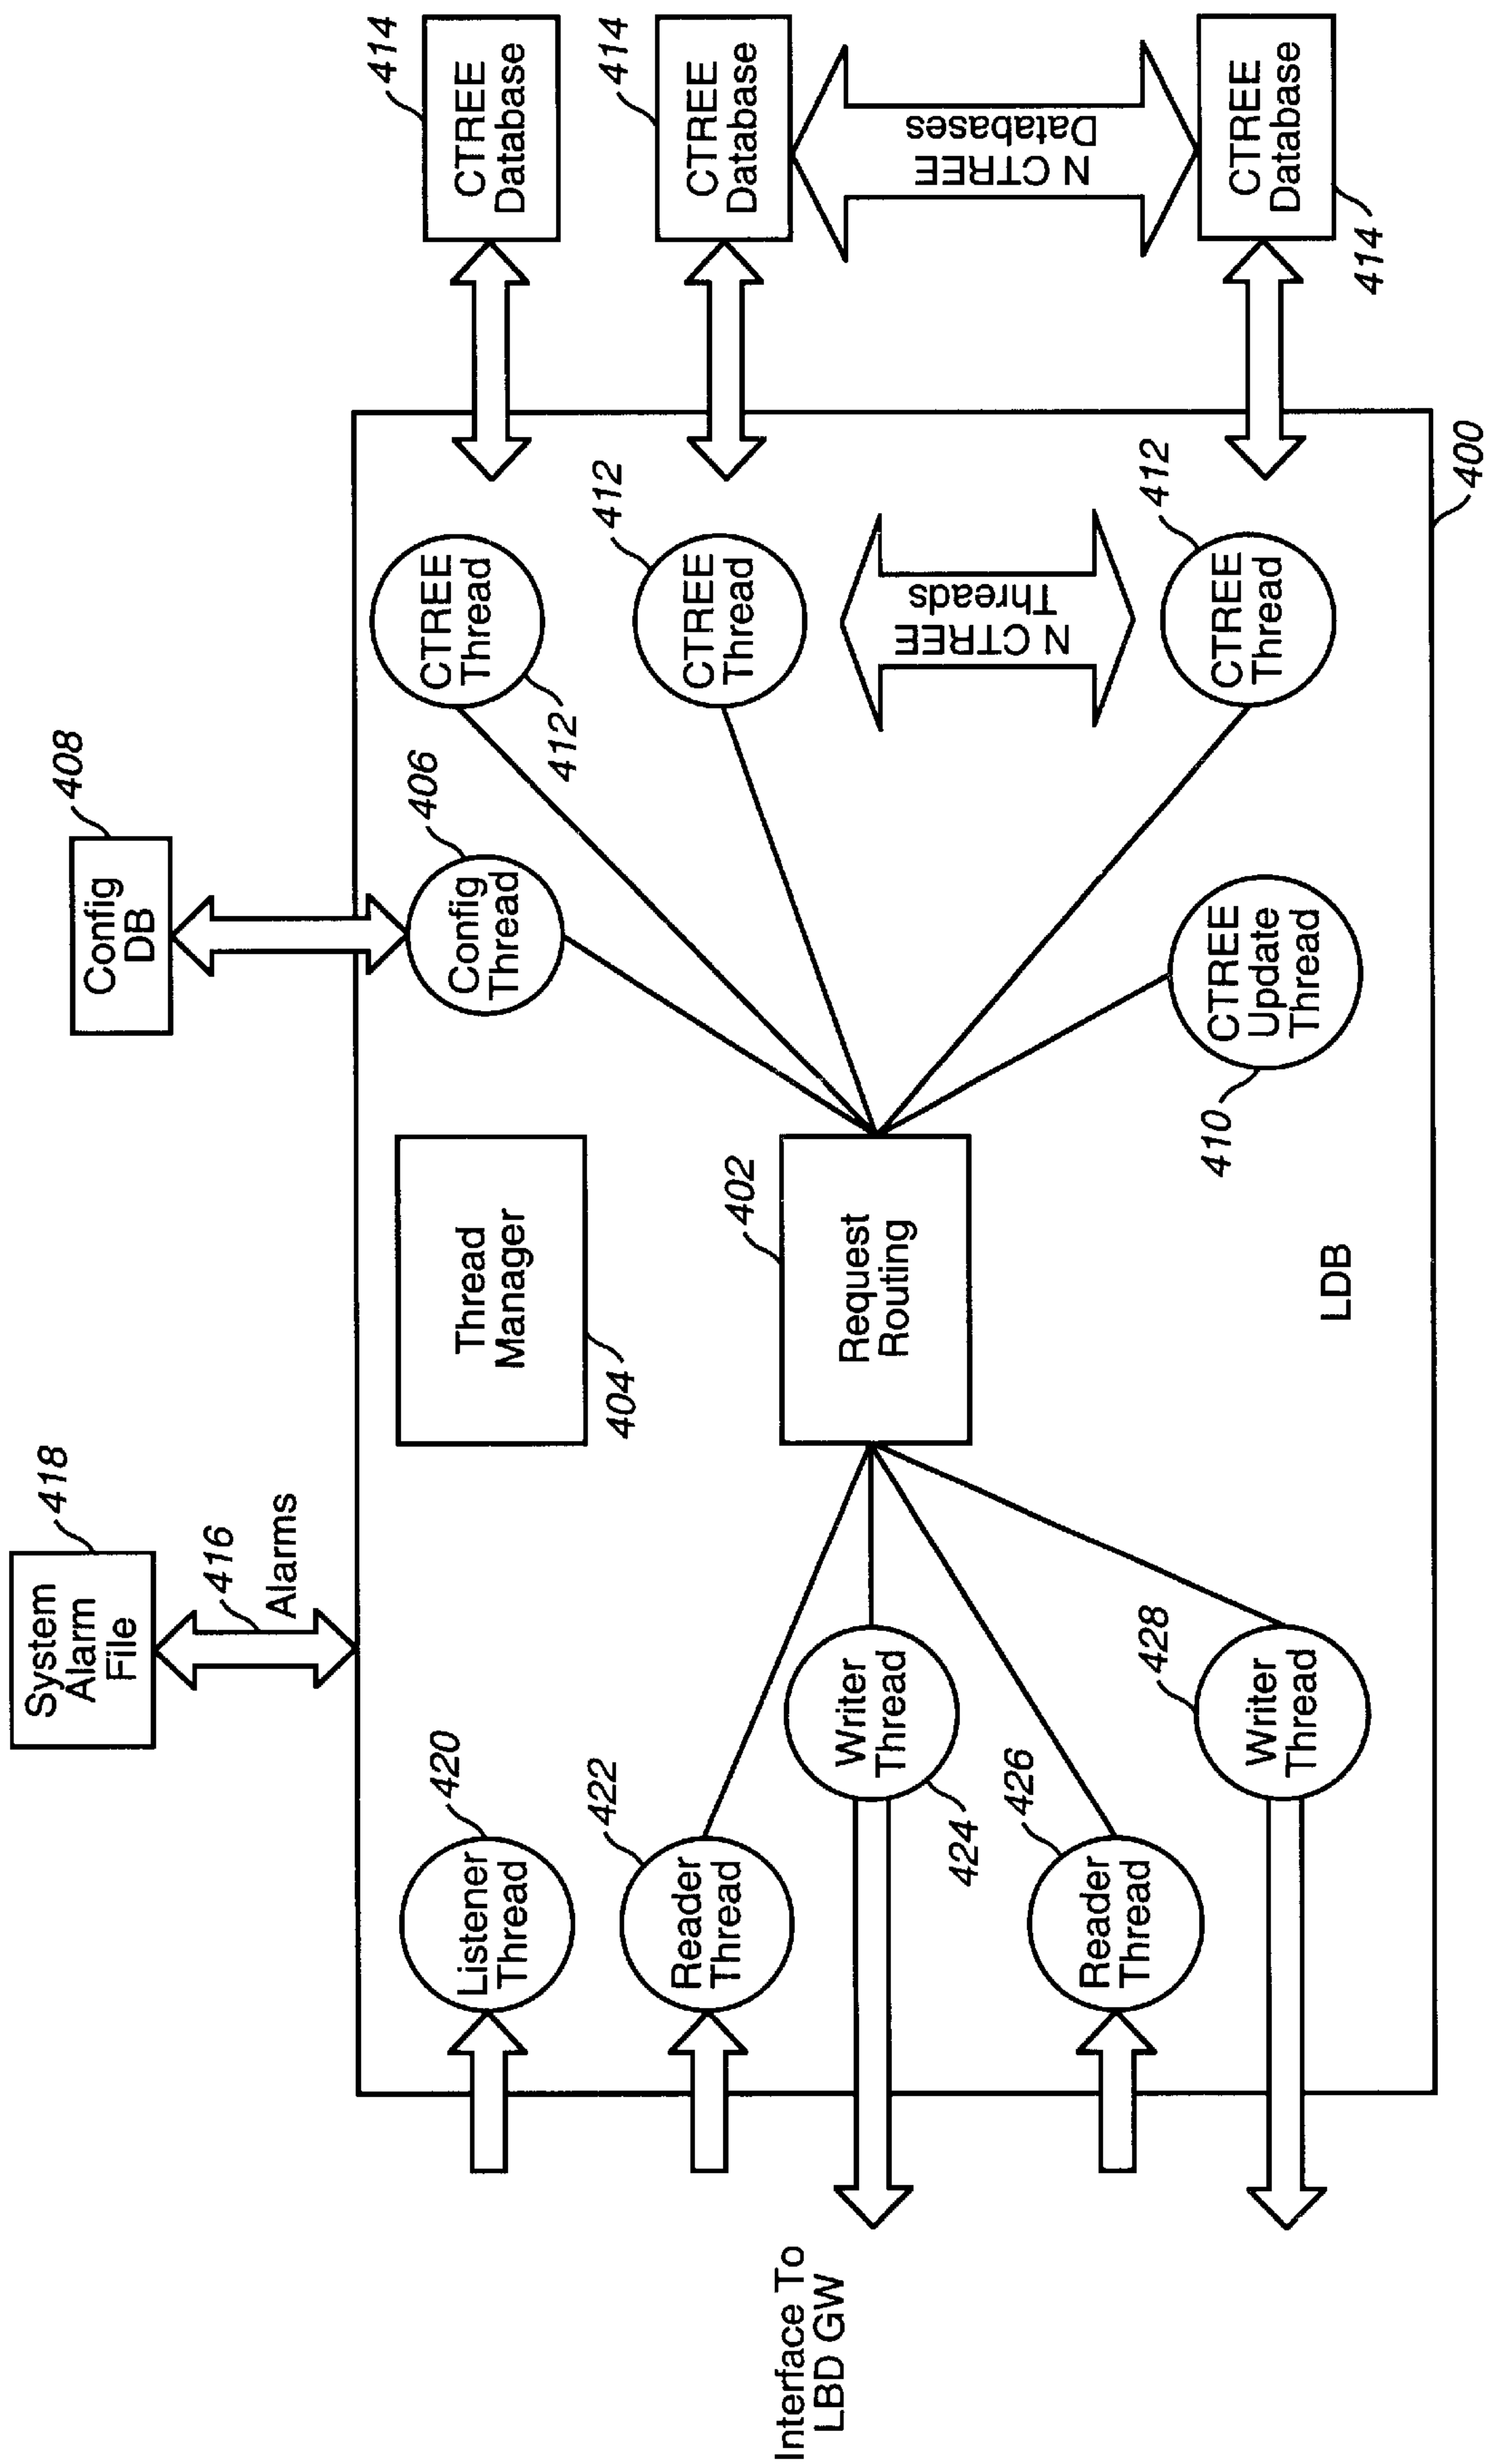 System
Alarm
File
418
416
Alarms
Config
DB
408
Listener
Thread
420
Thread
Manager
404
Config
Thread
406
CTREE
Thread
412
CTREE
Database
414
Reader
Thread
422
Interface To
LBD GW
Writer
Thread
424
Request
Routing
402
CTREE
Thread
412
CTREE
Database
414
N CTREE
Threads
N CTREE
Databases
Reader
Thread
426
Writer
Thread
428
LDB
CTREE
Update
Thread
410
CTREE
Thread
412
CTREE
Database
414
400